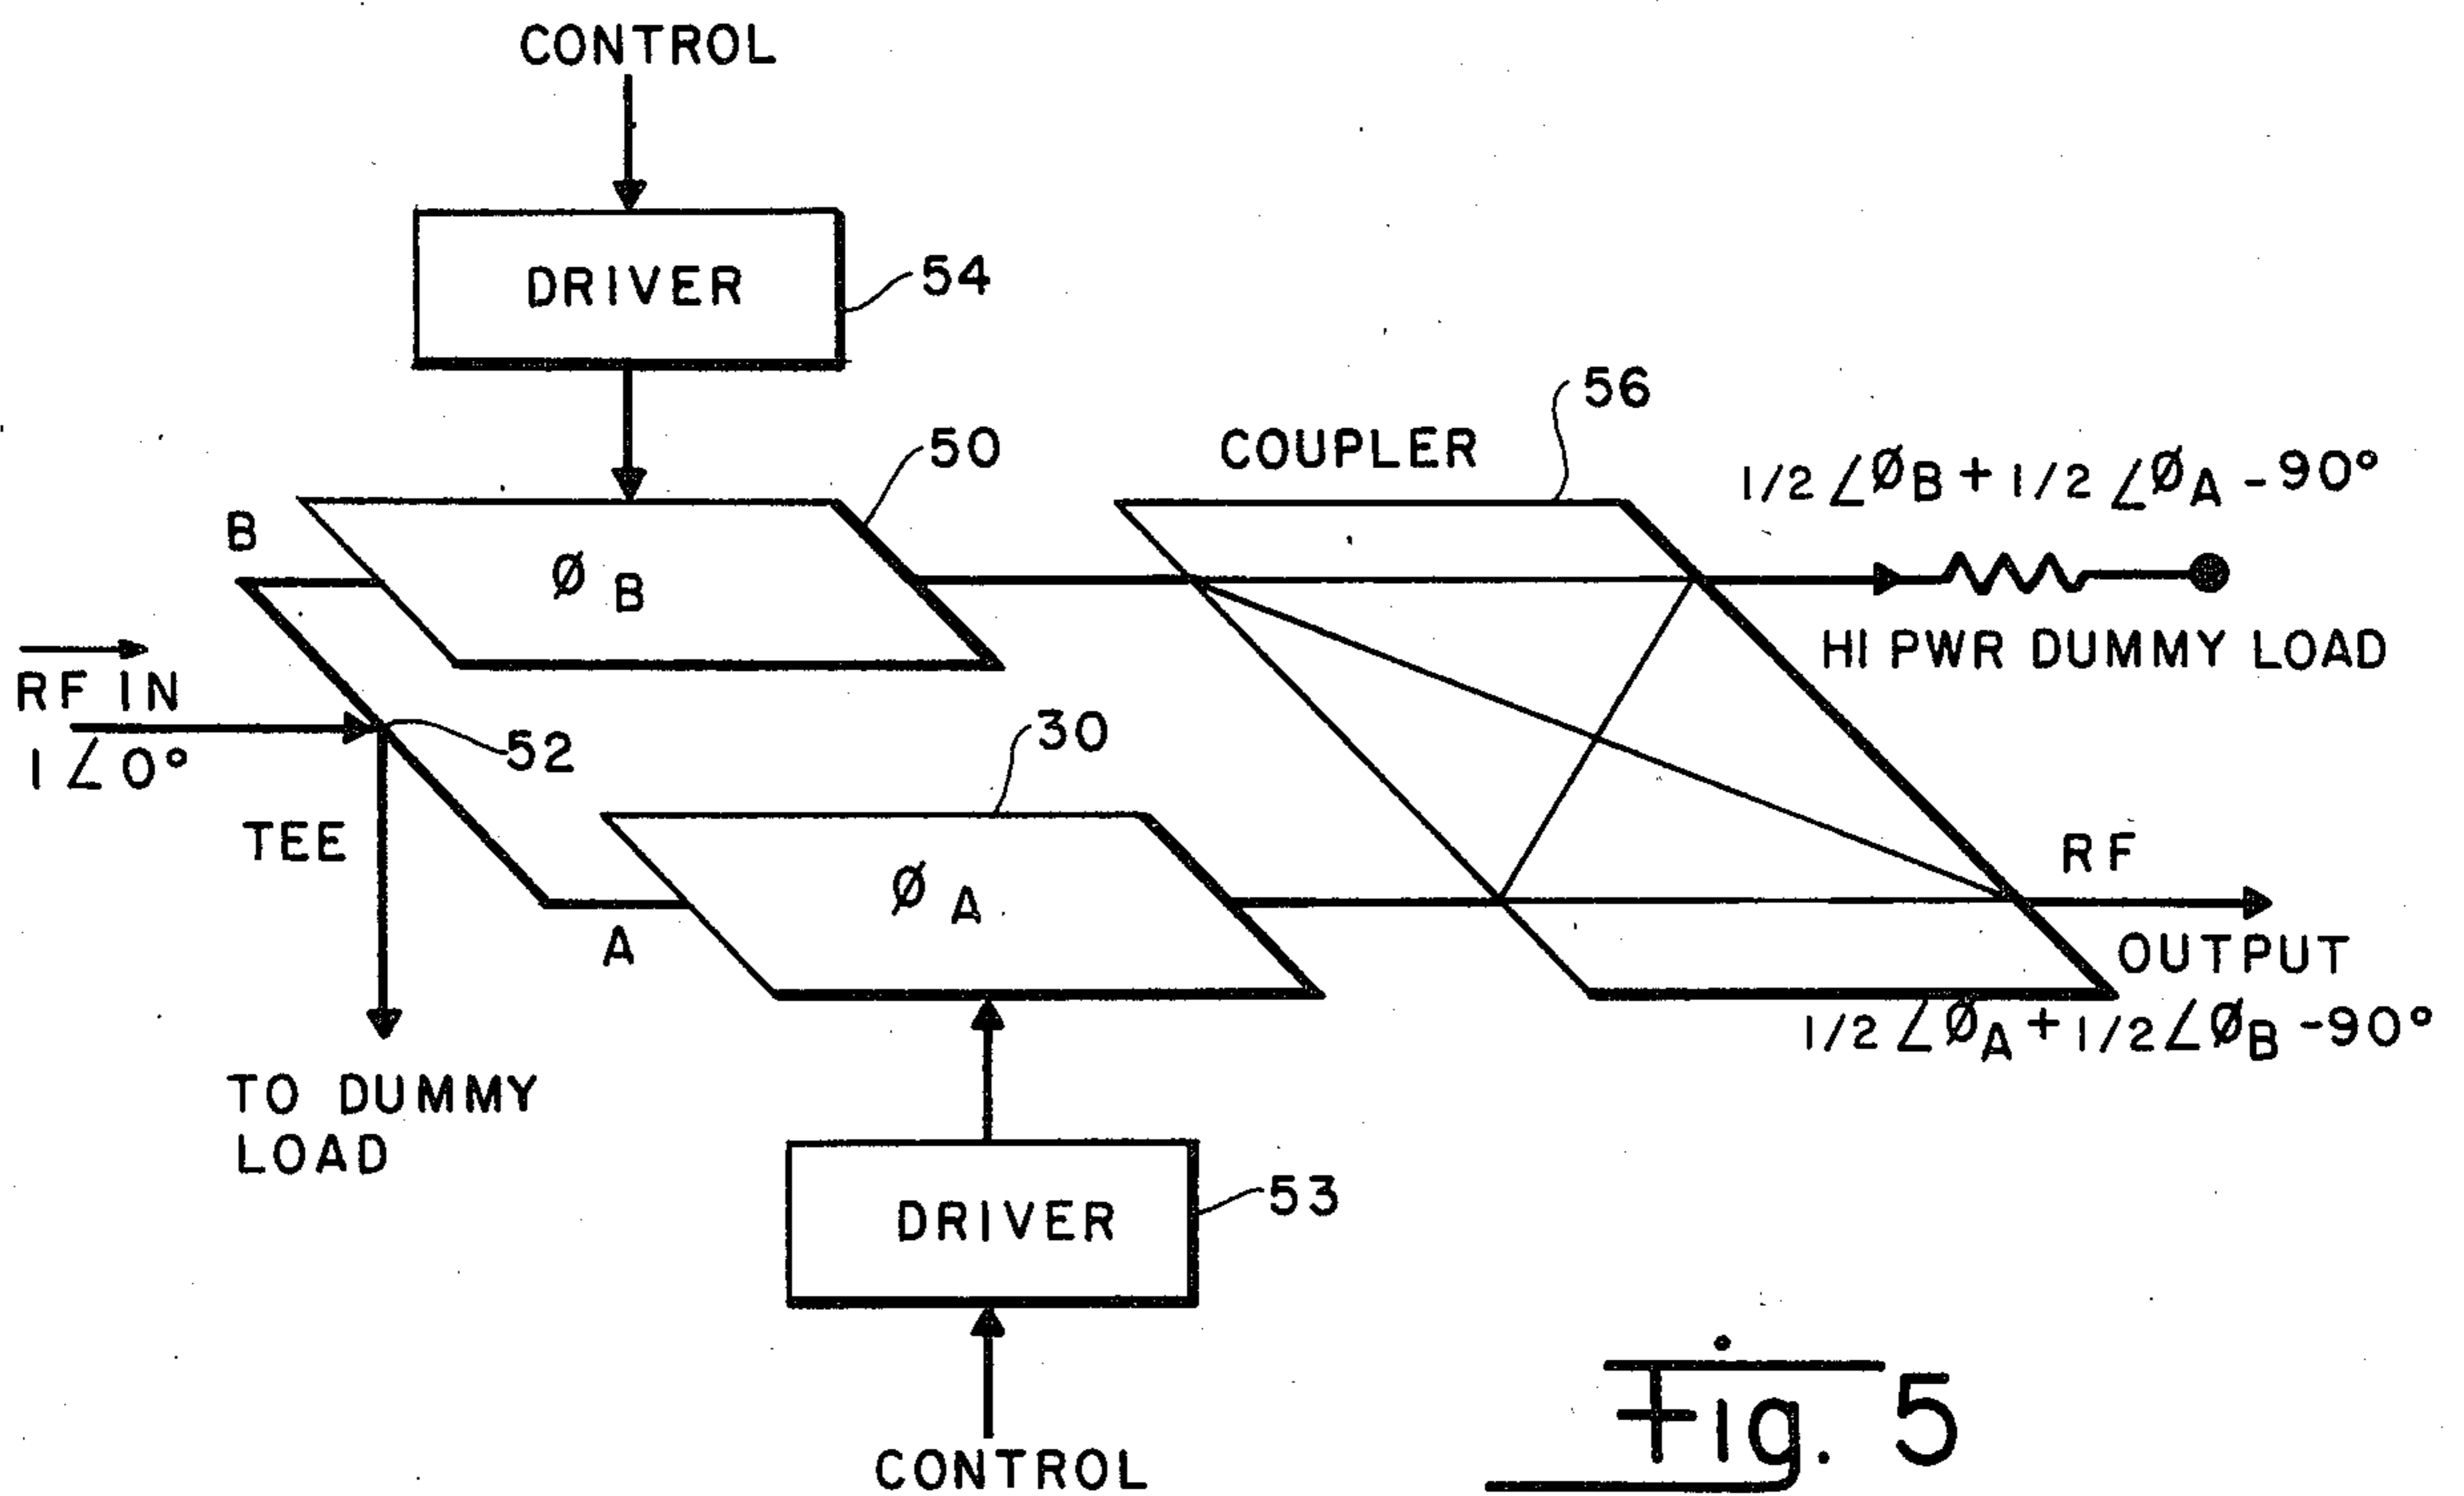 CONTROL
DRIVER
54
50
COUPLER
56
1/2 ∠ØB + 1/2 ∠ØA - 90°
B
Ø B
HI PWR DUMMY LOAD
RF IN
1 ∠ 0°
52
30
TEE
Ø A
A
RF
OUTPUT
1/2 ∠ØA + 1/2 ∠ØB - 90°
TO DUMMY
LOAD
DRIVER
53
CONTROL
Fig. 5